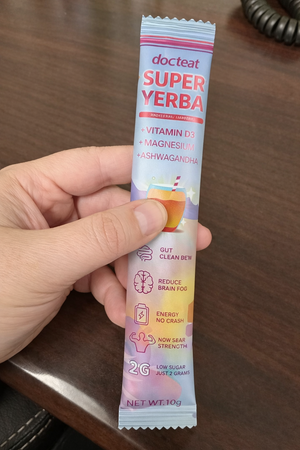 docteat
SUPER
YERBA
+ VITAMIN D3
+ MAGNESIUM
+ASHWAGANDHA
GUT
CLEAN
REDUCE
BRAIN FOG
ENERGY
NO CRASH
STRENGTH
2G
LOW SUGAR
JUST 2 GRAMS
NET WT.10g